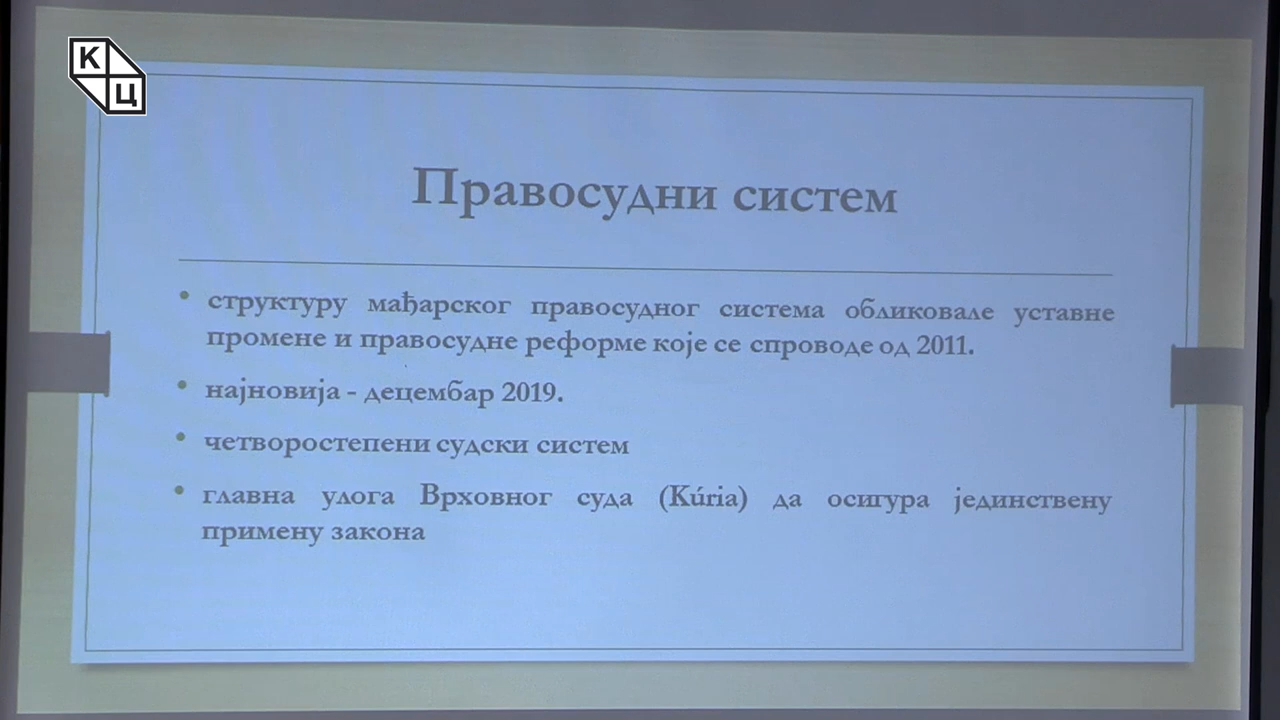 К
Ц
Правосудни систем
• структуру мађарског правосудног система обликовале уставне
промене и правосудне реформе које се спроводе од 2011.
• најновија - децембар 2019.
• четворостепени судски систем
• главна улога Врховног суда (Kúria) да осигура јединствену
примену закона